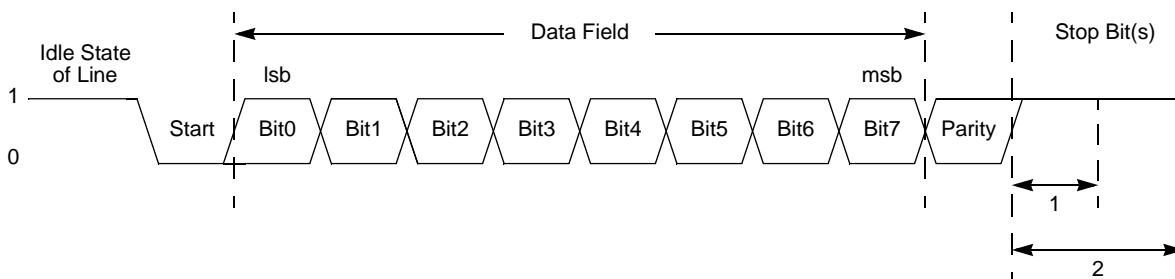 Data Field
Stop Bit(s)
Idle State
of Line
lsb
msb
1
Start
Bit0
Bit1
Bit2
Bit3
Bit4
Bit5
Bit6
Bit7
Parity
0
1
2